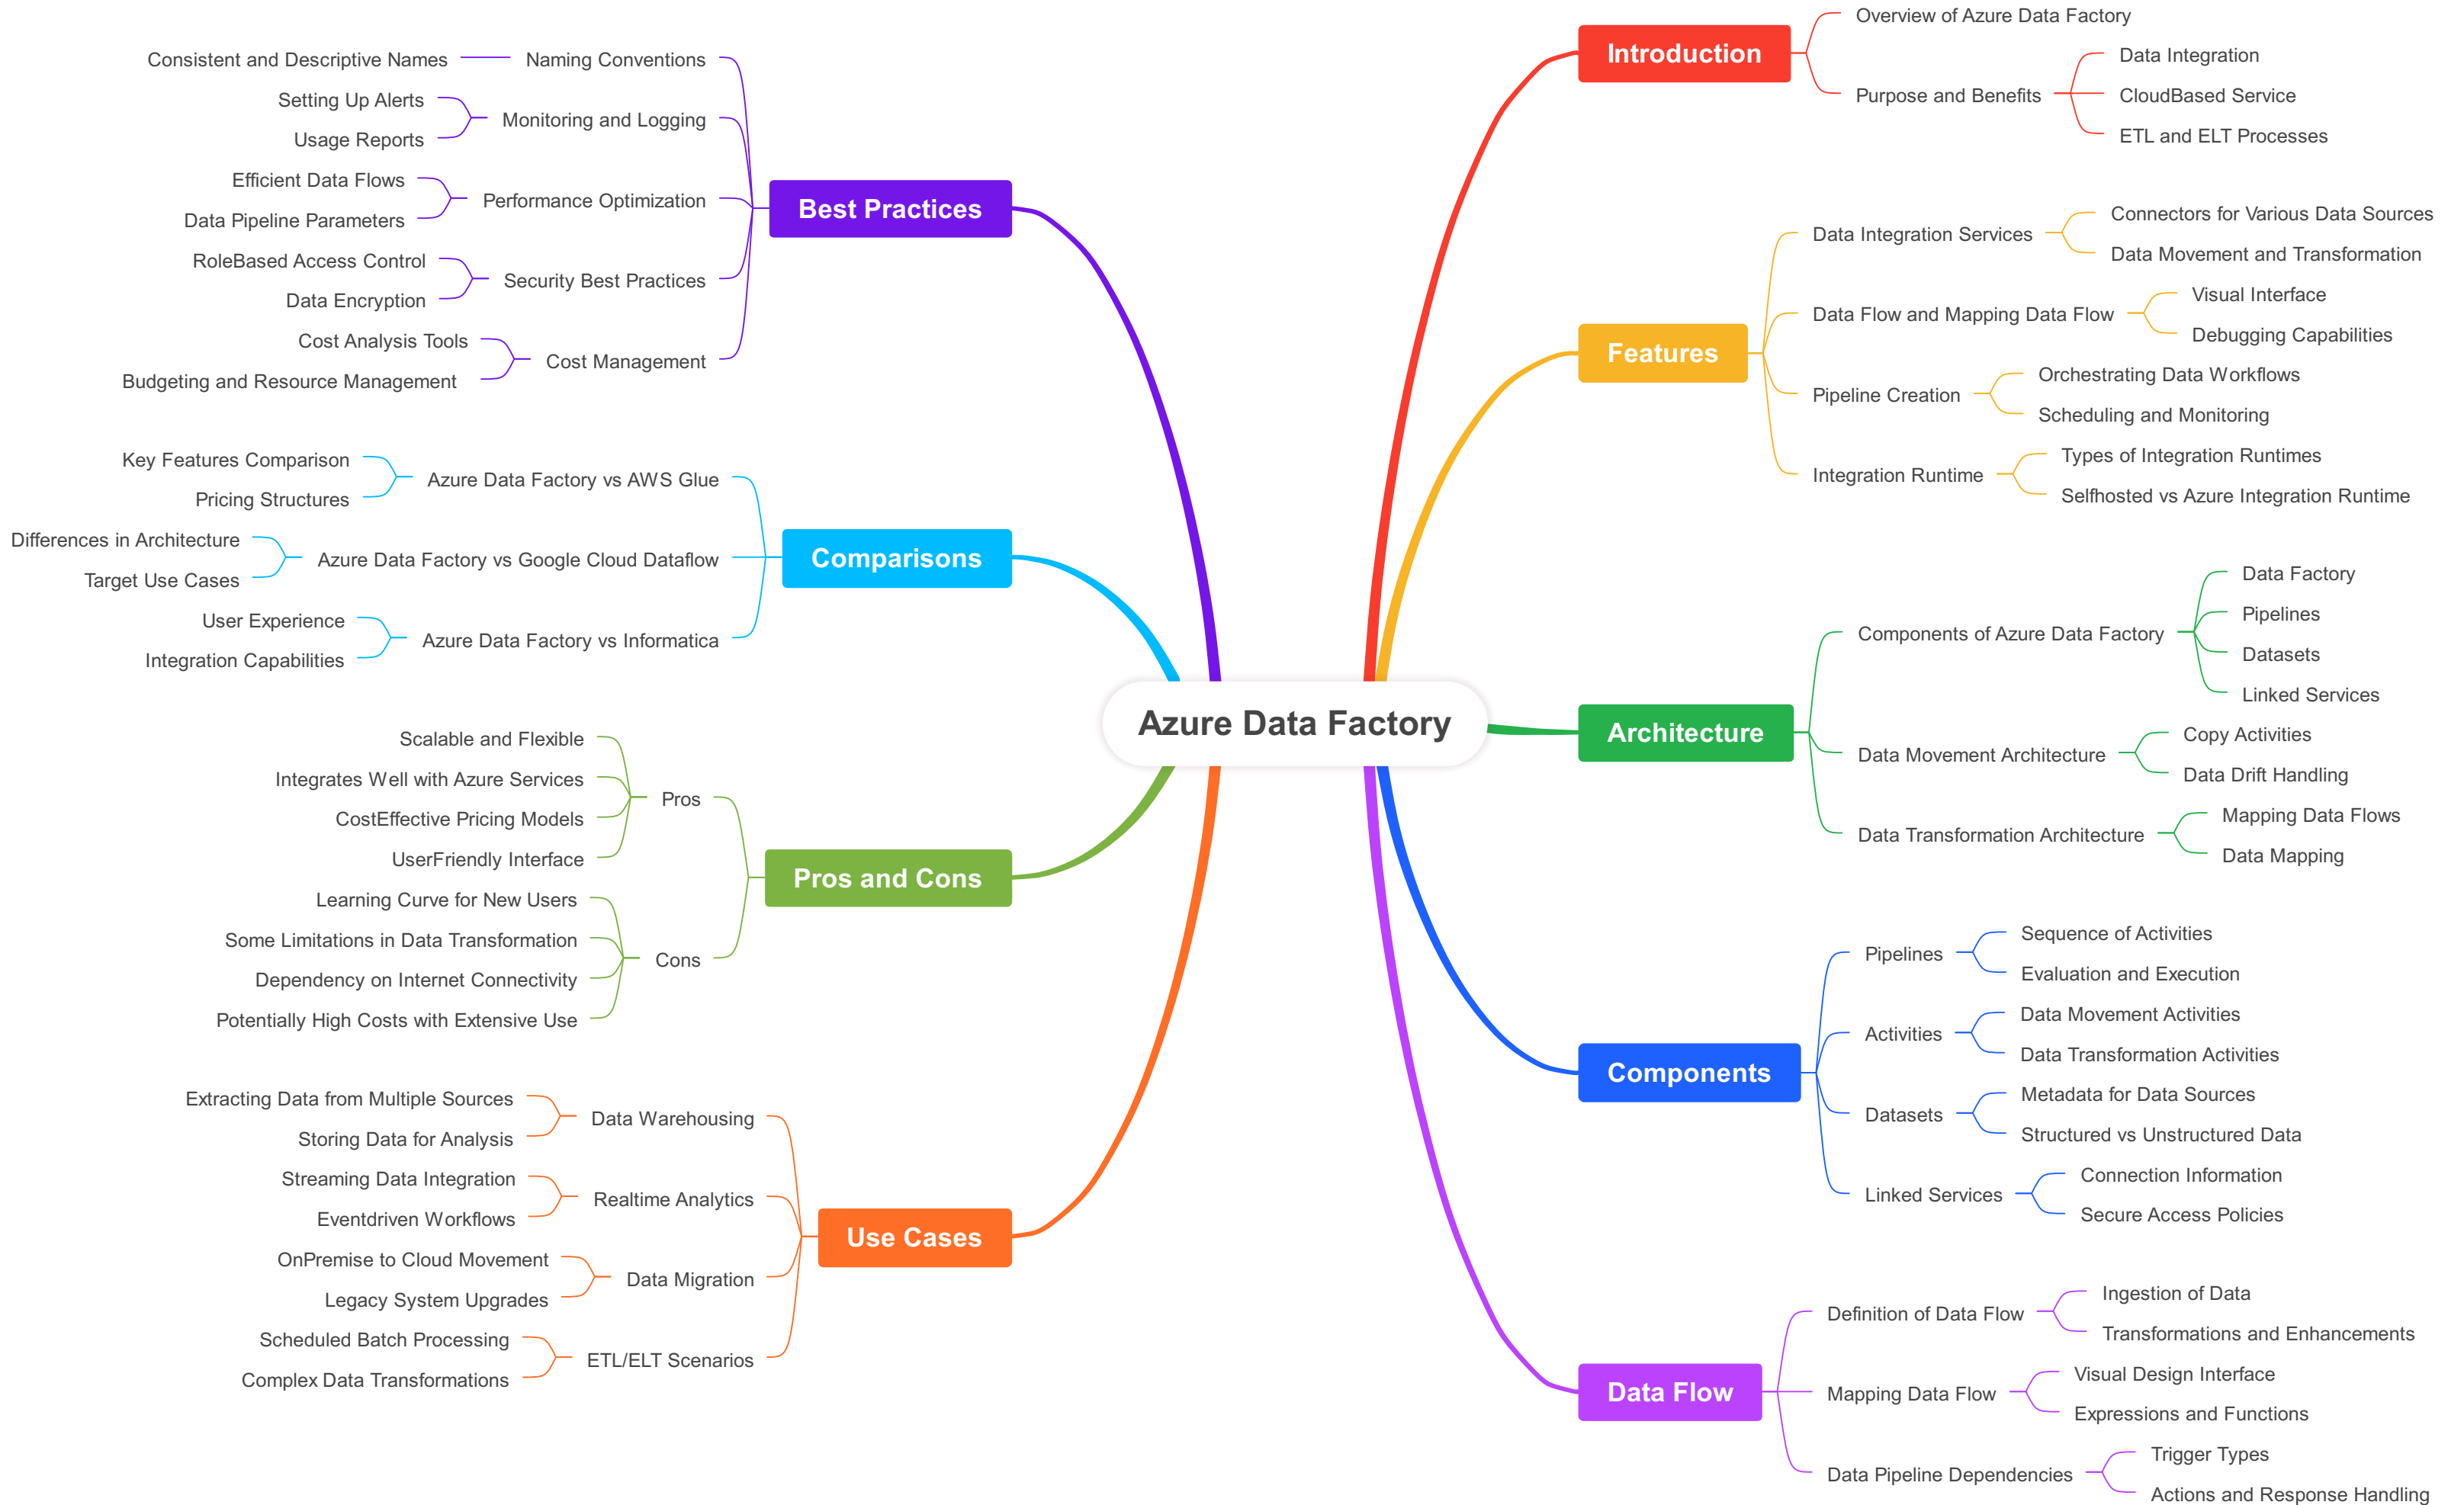 Azure Data Factory
Introduction
Overview of Azure Data Factory
Purpose and Benefits
Data Integration
CloudBased Service
ETL and ELT Processes
Features
Data Integration Services
Connectors for Various Data Sources
Data Movement and Transformation
Data Flow and Mapping Data Flow
Visual Interface
Debugging Capabilities
Pipeline Creation
Orchestrating Data Workflows
Scheduling and Monitoring
Integration Runtime
Types of Integration Runtimes
Selfhosted vs Azure Integration Runtime
Architecture
Components of Azure Data Factory
Data Factory
Pipelines
Datasets
Linked Services
Data Movement Architecture
Copy Activities
Data Drift Handling
Data Transformation Architecture
Mapping Data Flows
Data Mapping
Components
Pipelines
Sequence of Activities
Evaluation and Execution
Activities
Data Movement Activities
Data Transformation Activities
Datasets
Metadata for Data Sources
Structured vs Unstructured Data
Linked Services
Connection Information
Secure Access Policies
Data Flow
Definition of Data Flow
Ingestion of Data
Transformations and Enhancements
Mapping Data Flow
Visual Design Interface
Expressions and Functions
Data Pipeline Dependencies
Trigger Types
Actions and Response Handling
Best Practices
Naming Conventions
Consistent and Descriptive Names
Monitoring and Logging
Setting Up Alerts
Usage Reports
Performance Optimization
Efficient Data Flows
Data Pipeline Parameters
Security Best Practices
RoleBased Access Control
Data Encryption
Cost Management
Cost Analysis Tools
Budgeting and Resource Management
Comparisons
Azure Data Factory vs AWS Glue
Key Features Comparison
Pricing Structures
Azure Data Factory vs Google Cloud Dataflow
Differences in Architecture
Target Use Cases
Azure Data Factory vs Informatica
User Experience
Integration Capabilities
Pros and Cons
Pros
Scalable and Flexible
Integrates Well with Azure Services
CostEffective Pricing Models
UserFriendly Interface
Cons
Learning Curve for New Users
Some Limitations in Data Transformation
Dependency on Internet Connectivity
Potentially High Costs with Extensive Use
Use Cases
Data Warehousing
Extracting Data from Multiple Sources
Storing Data for Analysis
Realtime Analytics
Streaming Data Integration
Eventdriven Workflows
Data Migration
OnPremise to Cloud Movement
Legacy System Upgrades
ETL/ELT Scenarios
Scheduled Batch Processing
Complex Data Transformations